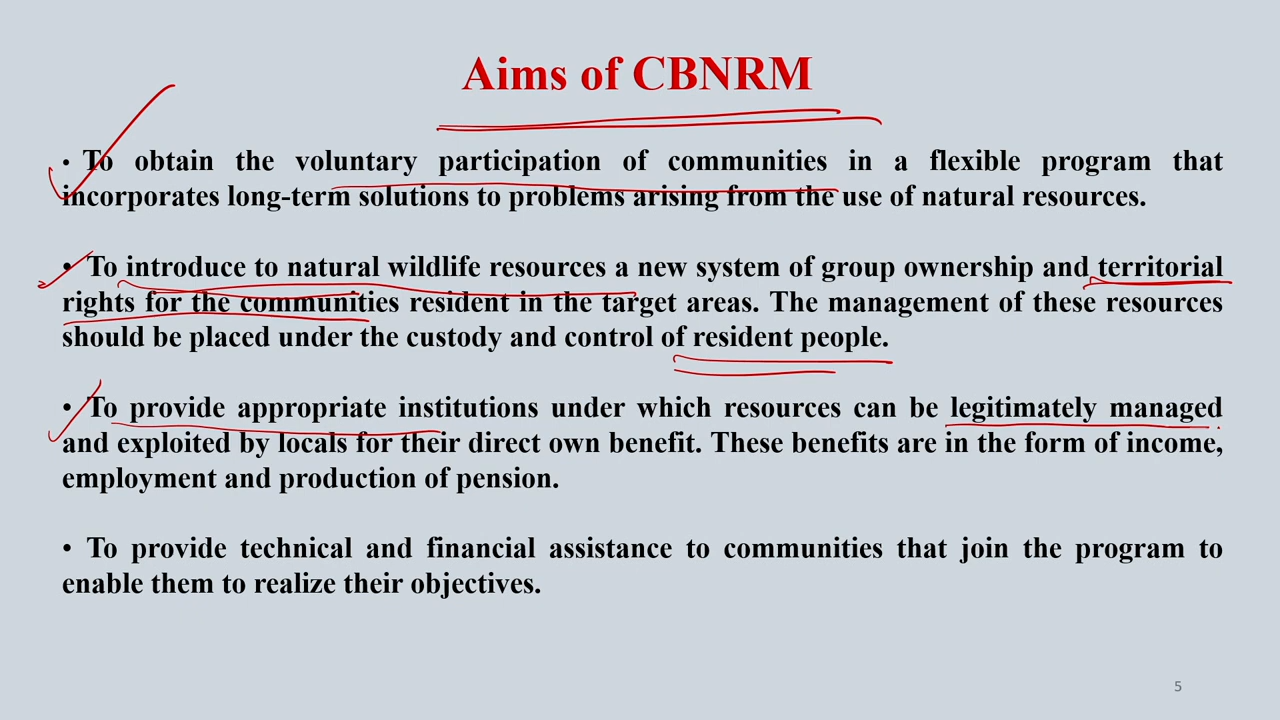 Aims of CBNRM
• To obtain the voluntary participation of communities in a flexible program that
incorporates long-term solutions to problems arising from the use of natural resources.
• To introduce to natural wildlife resources a new system of group ownership and territorial
rights for the communities resident in the target areas. The management of these resources
should be placed under the custody and control of resident people.
• To provide appropriate institutions under which resources can be legitimately managed
and exploited by locals for their direct own benefit. These benefits are in the form of income,
employment and production of pension.
• To provide technical and financial assistance to communities that join the program to
enable them to realize their objectives.
5